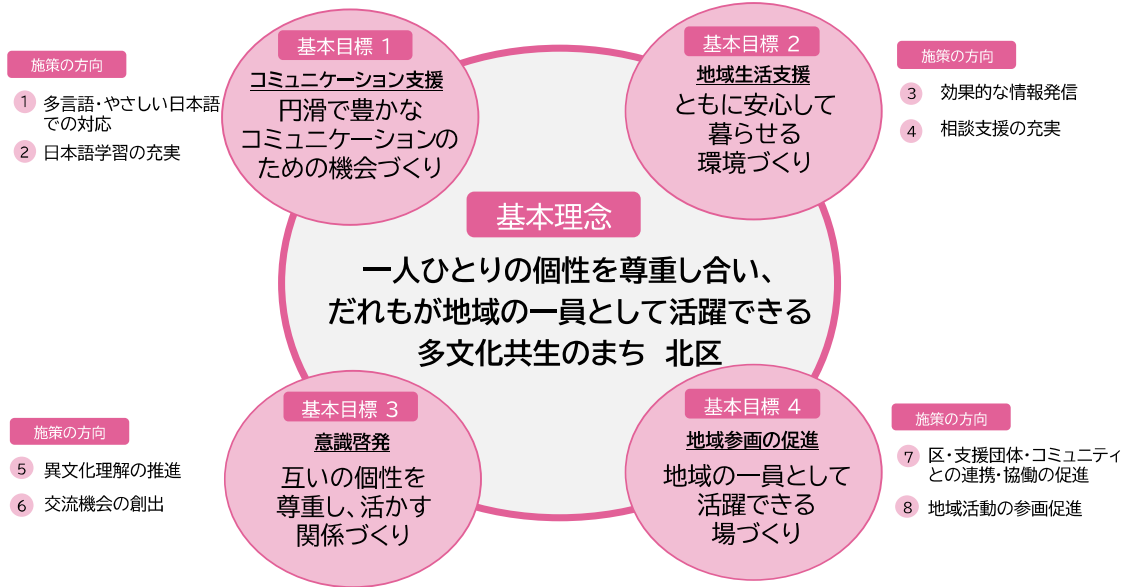 基本目標 1
コミュニケーション支援
円滑で豊かな
コミュニケーションの
ための機会づくり
施策の方向
1 多言語・やさしい日本語
での対応
2 日本語学習の充実
基本目標 2
地域生活支援
ともに安心して
暮らせる
環境づくり
施策の方向
3 効果的な情報発信
4 相談支援の充実
基本理念
一人ひとりの個性を尊重し合い、
だれもが地域の一員として活躍できる
多文化共生のまち 北区
基本目標 3
意識啓発
互いの個性を
尊重し、活かす
関係づくり
施策の方向
5 異文化理解の推進
6 交流機会の創出
基本目標 4
地域参画の促進
地域の一員として
活躍できる
場づくり
施策の方向
7 区・支援団体・コミュニティ
との連携・協働の促進
8 地域活動の参画促進